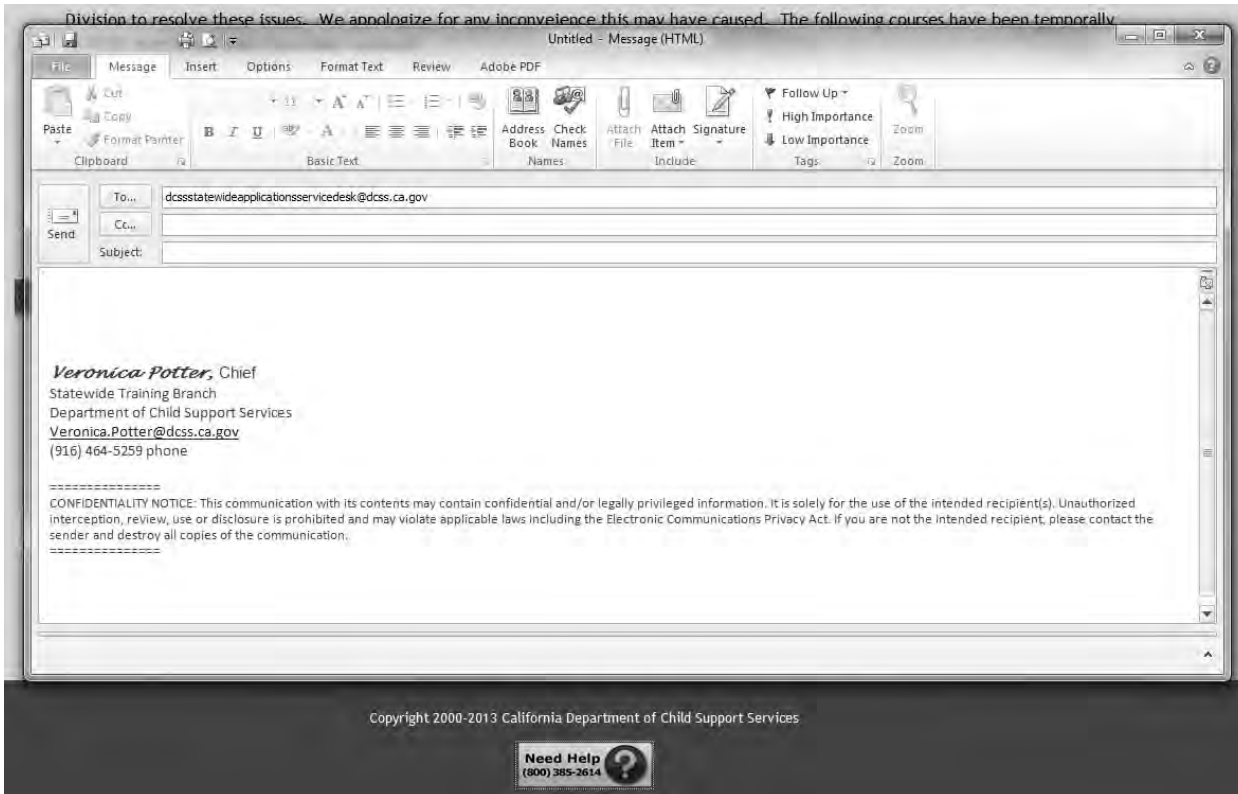 Division to resolve these issues. We apologize for any inconveience this may have caused. The following courses have been temporally
Untitled - Message (HTML)
File Message Insert Options Format Text Review Adobe PDF
Cut
Copy
Format Painter
Paste
Clipboard
11 A A
B I U A
Basic Text
Address Book
Check Names
Names
Attach File
Attach Item
Signature
Include
Follow Up
High Importance
Low Importance
Tags
Zoom
Zoom
Send
To... dcssstatewideapplicationsservicedesk@dcss.ca.gov
Cc...
Subject:
Veronica Potter, Chief
Statewide Training Branch
Department of Child Support Services
Veronica.Potter@dcss.ca.gov
(916) 464-5259 phone
===============
CONFIDENTIALITY NOTICE: This communication with its contents may contain confidential and/or legally privileged information. It is solely for the use of the intended recipient(s). Unauthorized
interception, review, use or disclosure is prohibited and may violate applicable laws including the Electronic Communications Privacy Act. If you are not the intended recipient, please contact the
sender and destroy all copies of the communication.
===============
Copyright 2000-2013 California Department of Child Support Services
Need Help
(800) 385-2614
?